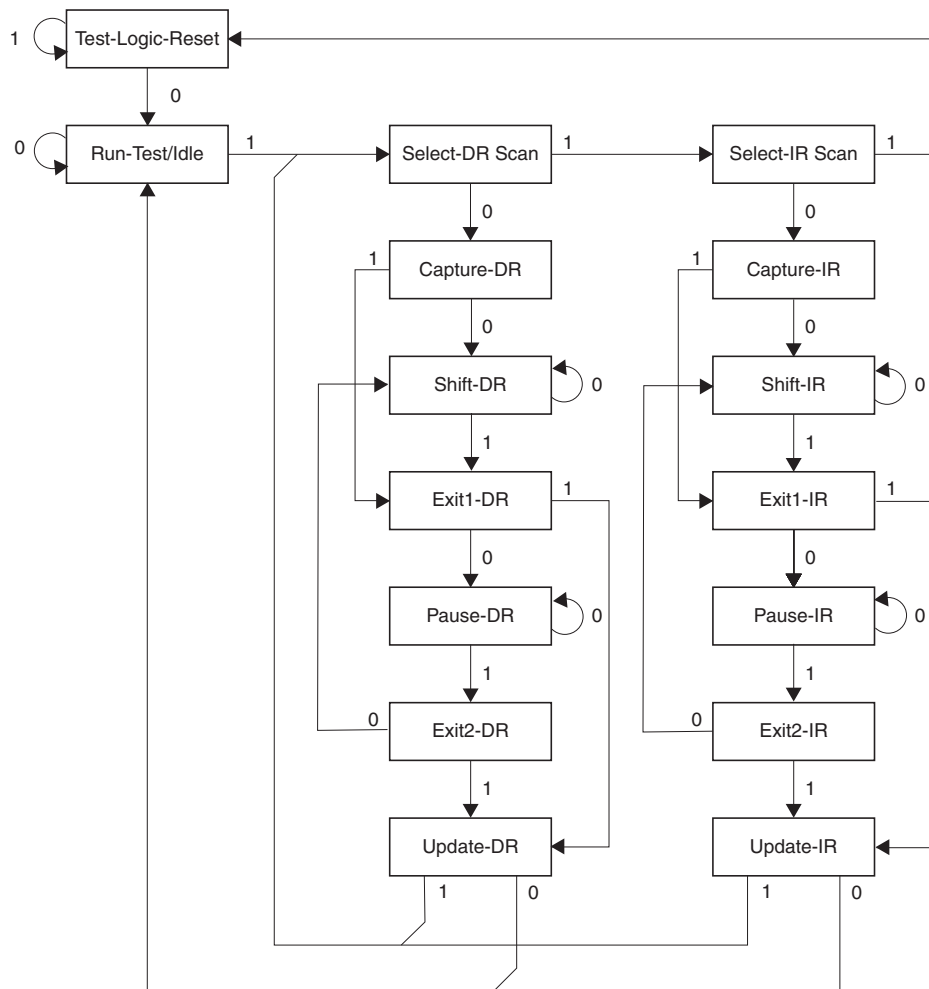 Test-Logic-Reset
1
0
Run-Test/Idle
0
1
Select-DR Scan
1
Select-IR Scan
1
0
0
1
Capture-DR
1
Capture-IR
0
0
Shift-DR
0
Shift-IR
0
1
1
Exit1-DR
1
Exit1-IR
1
0
0
Pause-DR
0
Pause-IR
0
1
1
0
Exit2-DR
0
Exit2-IR
1
1
Update-DR
Update-IR
1
0
1
0